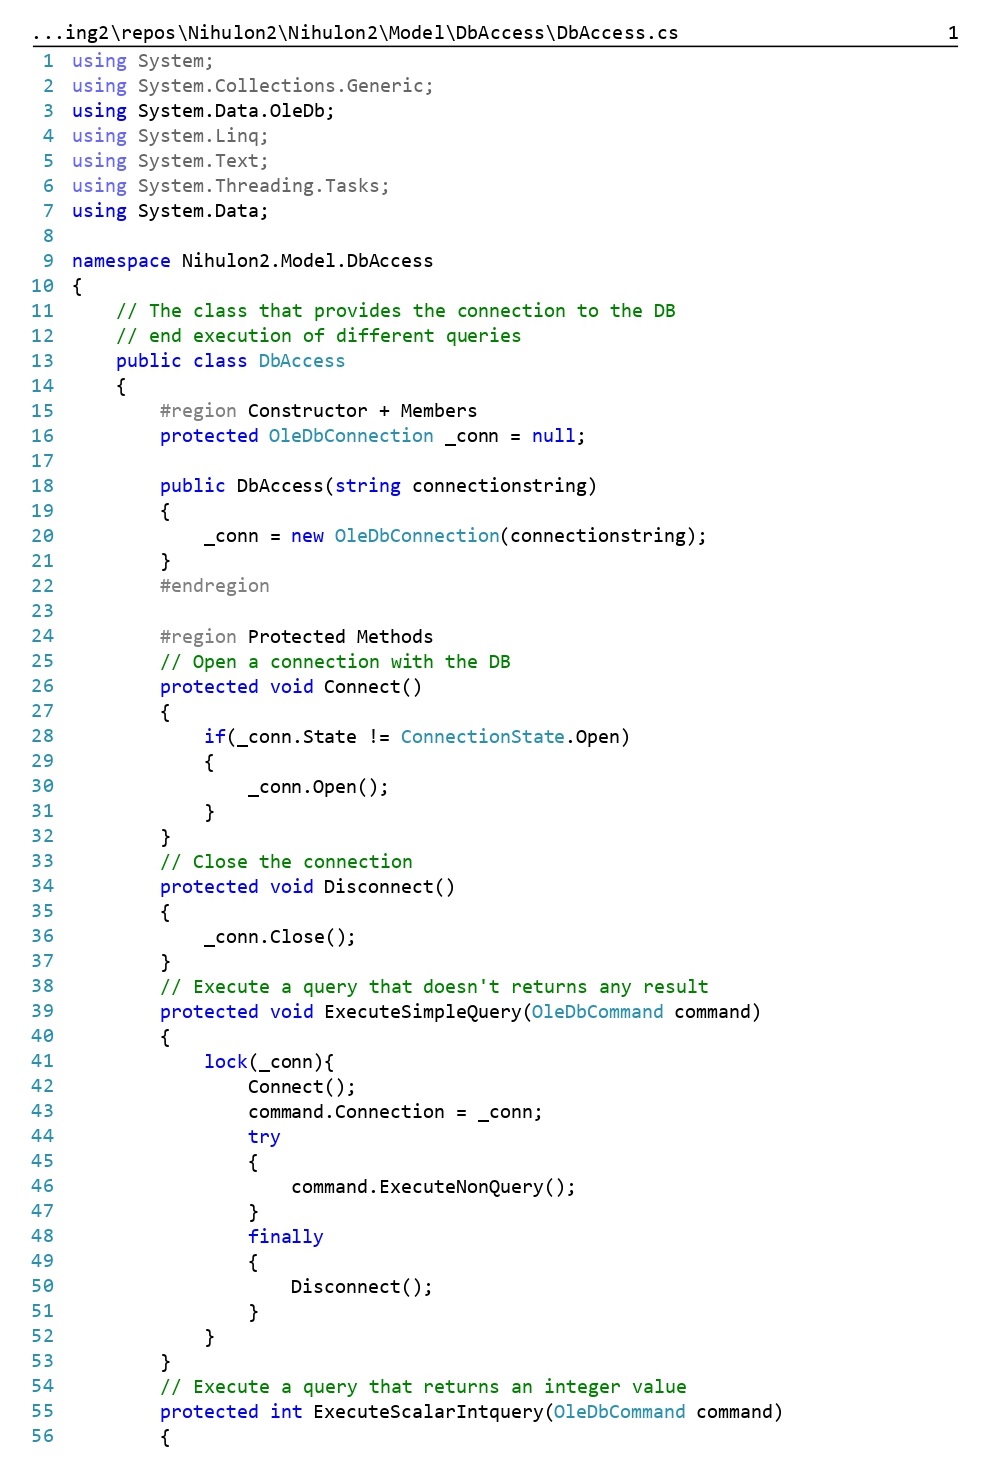 ...ing2\repos\Nihulon2\Nihulon2\Model\DbAccess\DbAccess.cs 1
1 using System;
2 using System.Collections.Generic;
3 using System.Data.OleDb;
4 using System.Linq;
5 using System.Text;
6 using System.Threading.Tasks;
7 using System.Data;
8
9 namespace Nihulon2.Model.DbAccess
10 {
11     // The class that provides the connection to the DB
12     // end execution of different queries
13     public class DbAccess
14     {
15         #region Constructor + Members
16         protected OleDbConnection _conn = null;
17
18         public DbAccess(string connectionstring)
19         {
20             _conn = new OleDbConnection(connectionstring);
21         }
22         #endregion
23
24         #region Protected Methods
25         // Open a connection with the DB
26         protected void Connect()
27         {
28             if(_conn.State != ConnectionState.Open)
29             {
30                 _conn.Open();
31             }
32         }
33         // Close the connection
34         protected void Disconnect()
35         {
36             _conn.Close();
37         }
38         // Execute a query that doesn't returns any result
39         protected void ExecuteSimpleQuery(OleDbCommand command)
40         {
41             lock(_conn){
42                 Connect();
43                 command.Connection = _conn;
44                 try
45                 {
46                     command.ExecuteNonQuery();
47                 }
48                 finally
49                 {
50                     Disconnect();
51                 }
52             }
53         }
54         // Execute a query that returns an integer value
55         protected int ExecuteScalarIntquery(OleDbCommand command)
56         {